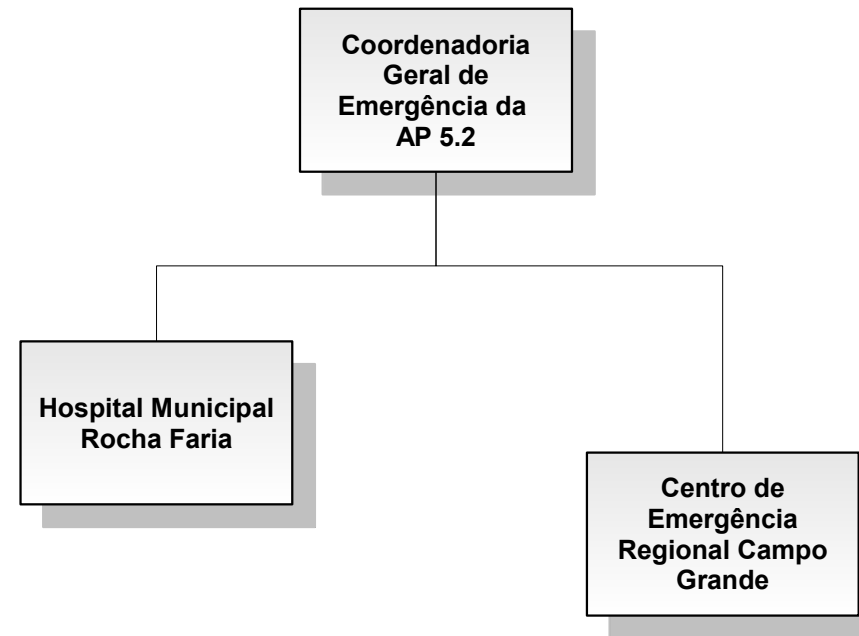 Coordenadoria
Geral de
Emergência da
AP 5.2
Hospital Municipal
Rocha Faria
Centro de
Emergência
Regional Campo
Grande